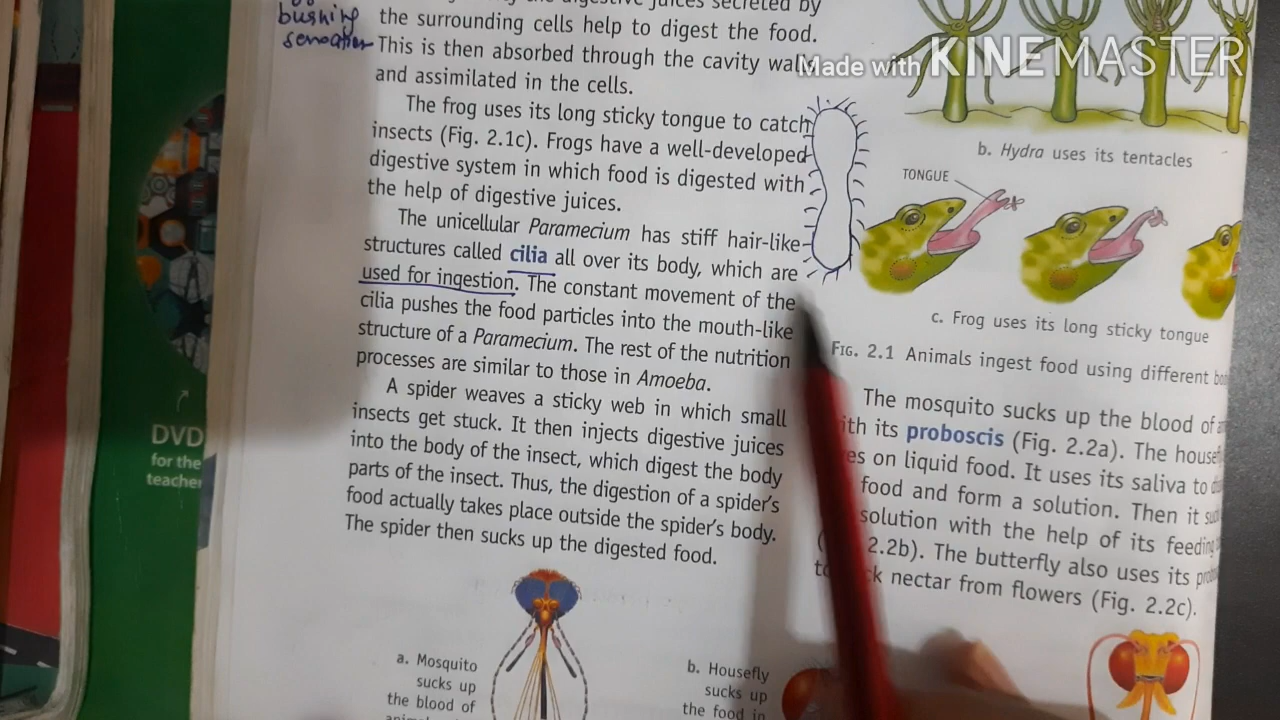 burning
sensation
the digestive juices secreted by
the surrounding cells help to digest the food.
This is then absorbed through the cavity walls
and assimilated in the cells.
The frog uses its long sticky tongue to catch
insects (Fig. 2.1c). Frogs have a well-developed
digestive system in which food is digested with
the help of digestive juices.
The unicellular Paramecium has stiff hair-like
structures called cilia all over its body, which are
used for ingestion. The constant movement of the
cilia pushes the food particles into the mouth-like
structure of a Paramecium. The rest of the nutrition
processes are similar to those in Amoeba.
A spider weaves a sticky web in which small
insects get stuck. It then injects digestive juices
into the body of the insect, which digest the body
parts of the insect. Thus, the digestion of a spider's
food actually takes place outside the spider's body.
The spider then sucks up the digested food.
a. Mosquito
sucks up
the blood of
b. Housefly
sucks up
the food in
Made with KINEMASTER
b. Hydra uses its tentacles
TONGUE
c. Frog uses its long sticky tongue
FIG. 2.1 Animals ingest food using different
The mosquito sucks up the blood of
with its proboscis (Fig. 2.2a). The
on liquid food. It uses its saliva to
food and form a solution. Then it
solution with the help of its feeding
2.2b). The butterfly also uses its
nectar from flowers (Fig. 2.2c).
DVD
for the
teacher